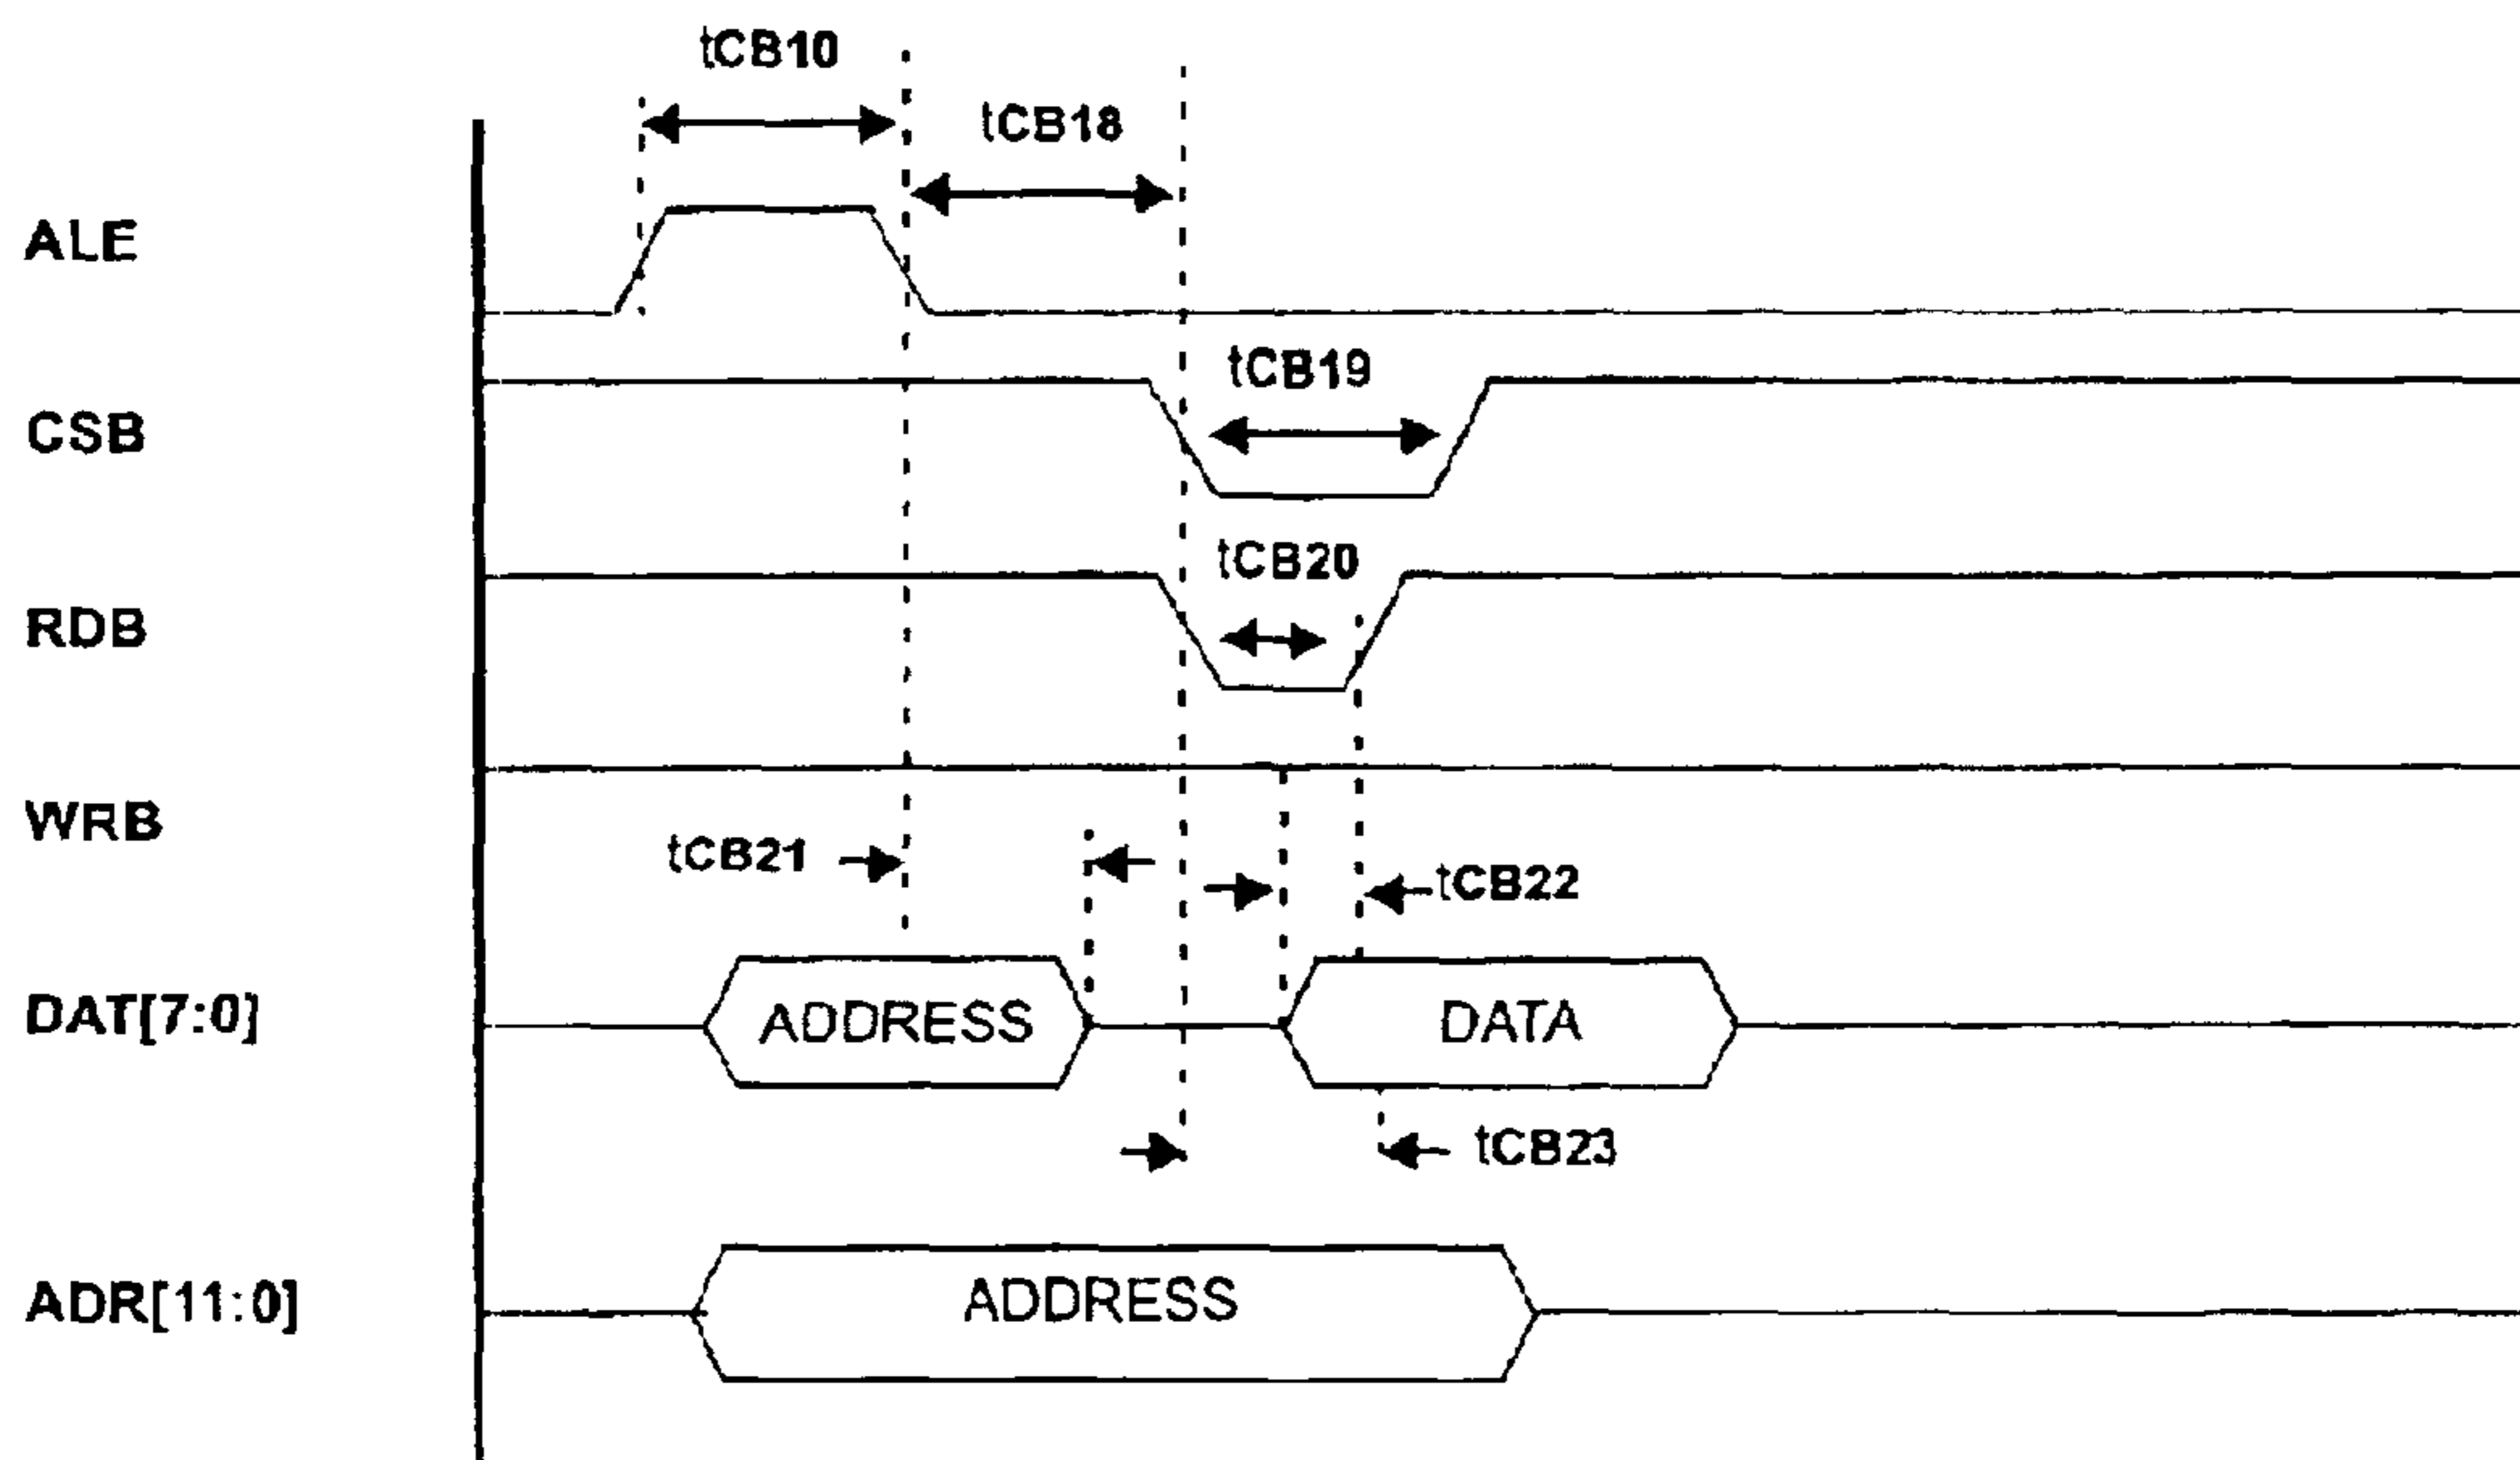 tCB10
tCB18
ALE
tCB19
CSB
tCB20
RDB
WRB
tCB21
tCB22
DAT[7:0]
ADDRESS
DATA
tCB23
ADR[11:0]
ADDRESS